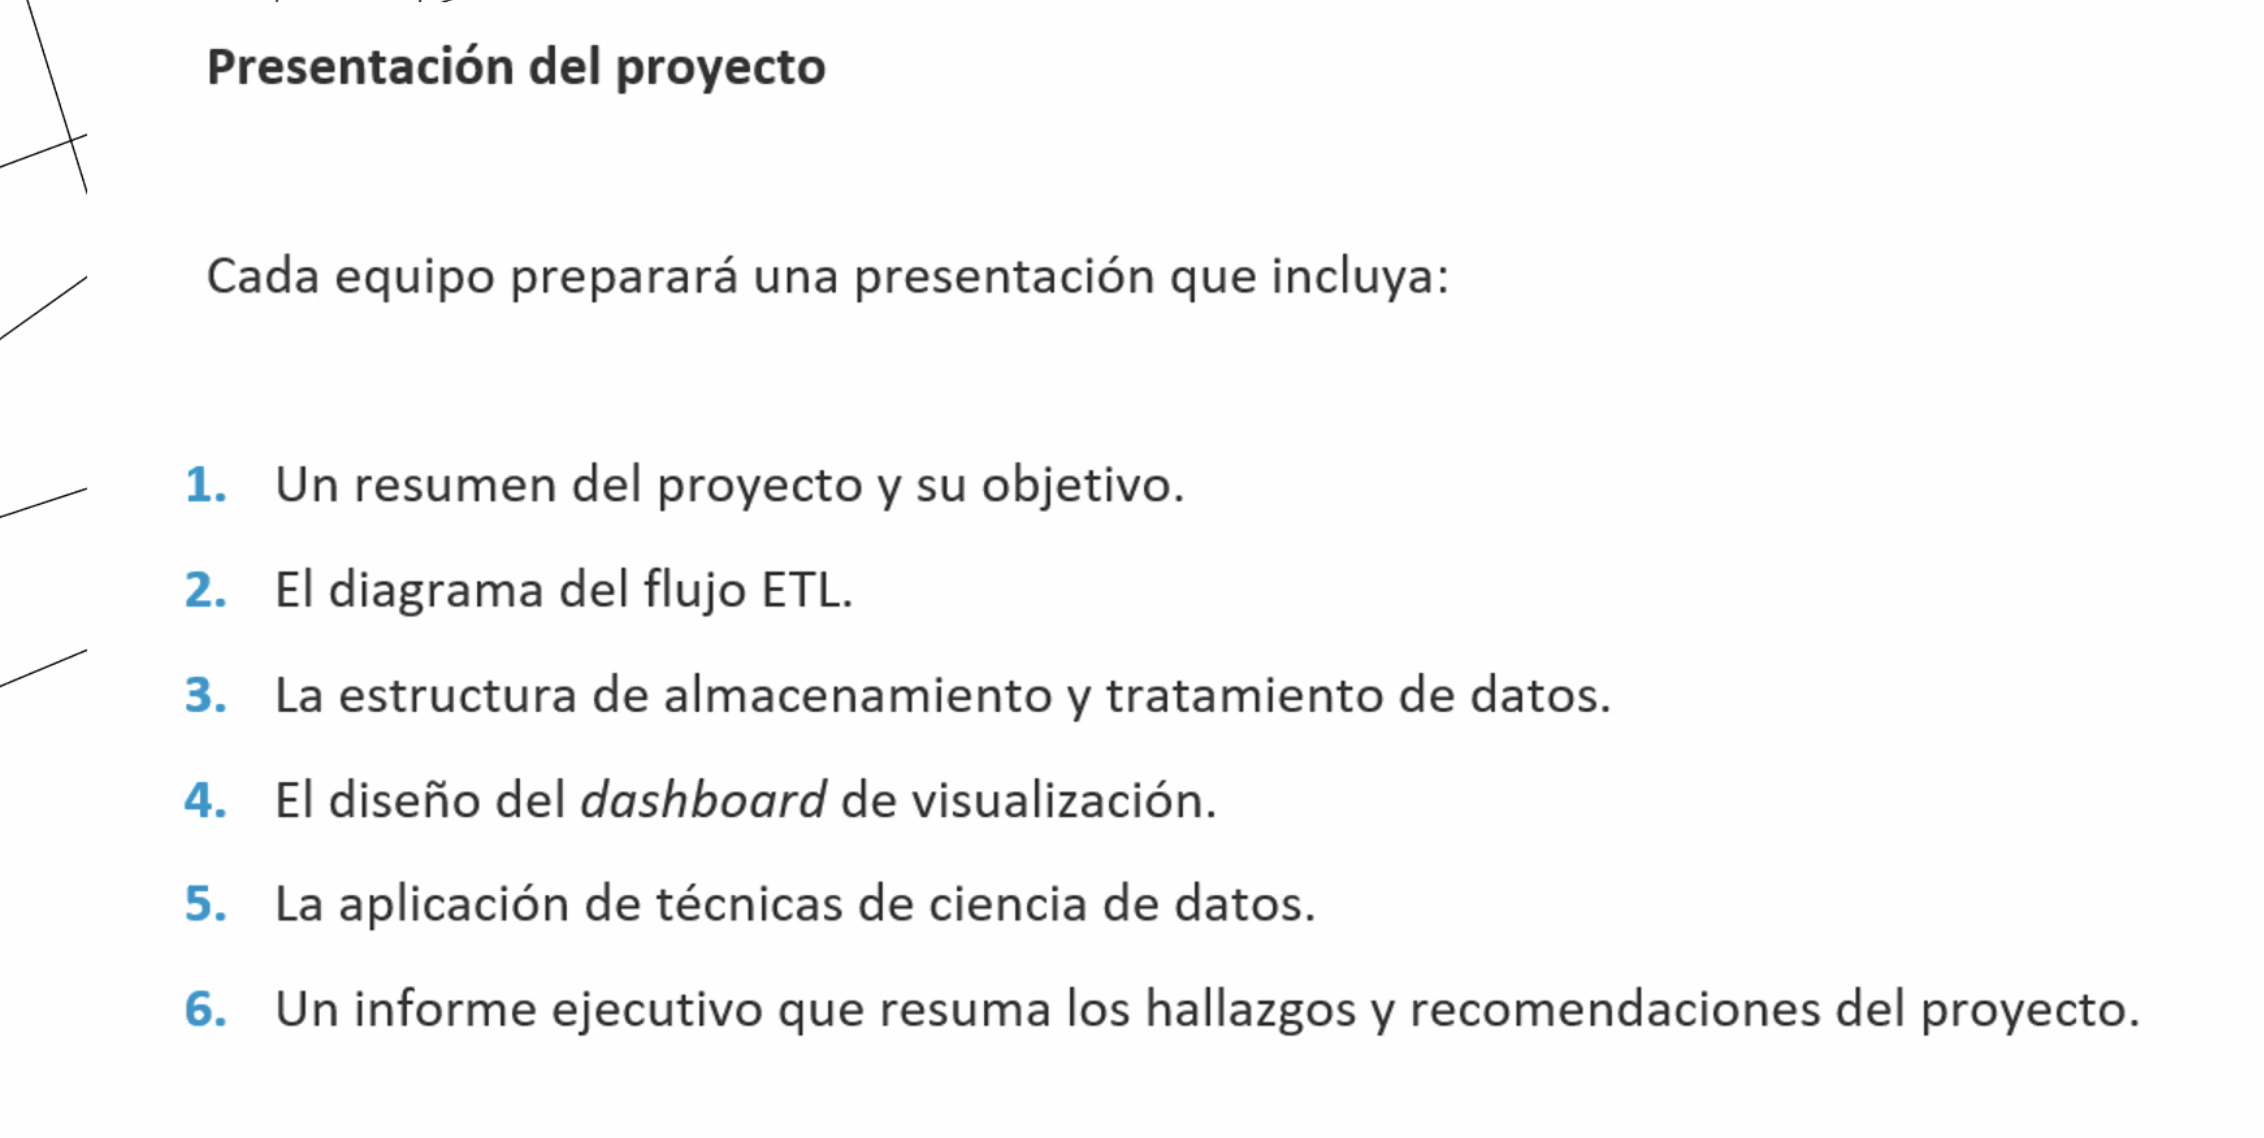 Presentación del proyecto
Cada equipo preparará una presentación que incluya:
1. Un resumen del proyecto y su objetivo.
2. El diagrama del flujo ETL.
3. La estructura de almacenamiento y tratamiento de datos.
4. El diseño del dashboard de visualización.
5. La aplicación de técnicas de ciencia de datos.
6. Un informe ejecutivo que resuma los hallazgos y recomendaciones del proyecto.